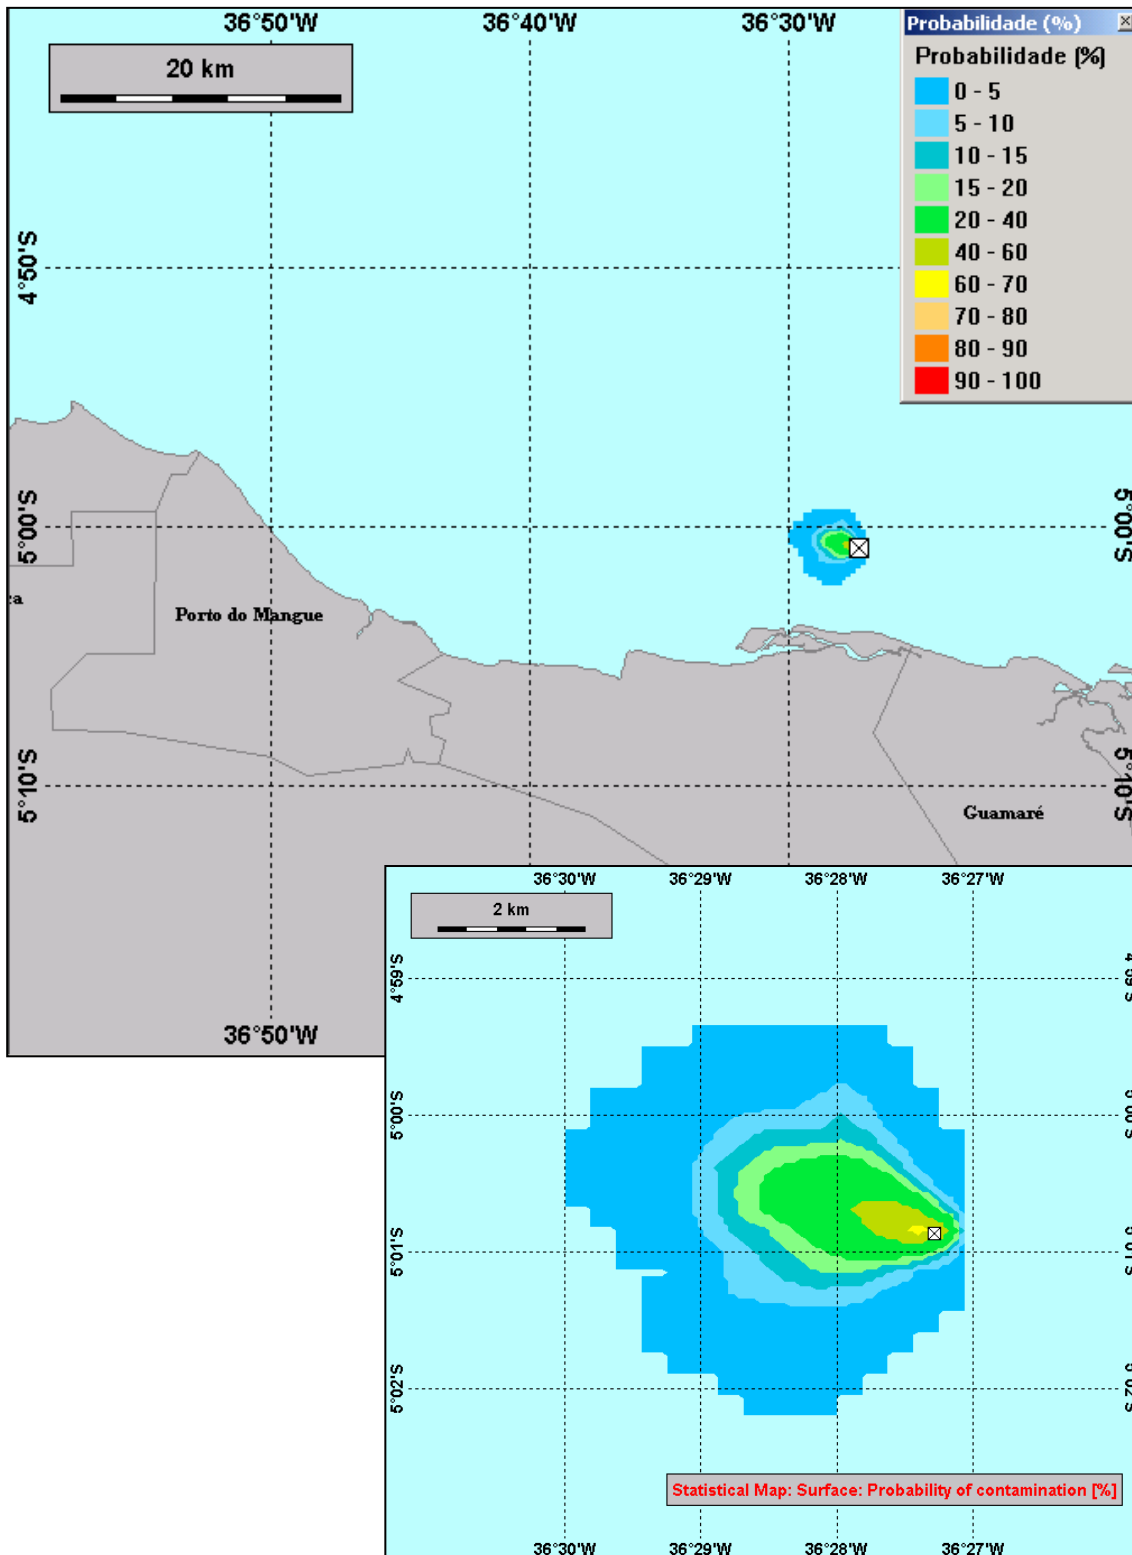 36°50'W 36°40'W 36°30'W
Probabilidade (%)
Probabilidade [%]
0 - 5
5 - 10
10 - 15
15 - 20
20 - 40
40 - 60
60 - 70
70 - 80
80 - 90
90 - 100
20 km
4°50'S
5°00'S 5°00'S
Porto do Mangue
5°10'S 5°10'S
Guamaré
36°50'W
36°30'W 36°29'W 36°28'W 36°27'W
2 km
4°59'S
5°00'S
5°01'S
5°02'S
Statistical Map: Surface: Probability of contamination [%]
36°30'W 36°29'W 36°28'W 36°27'W